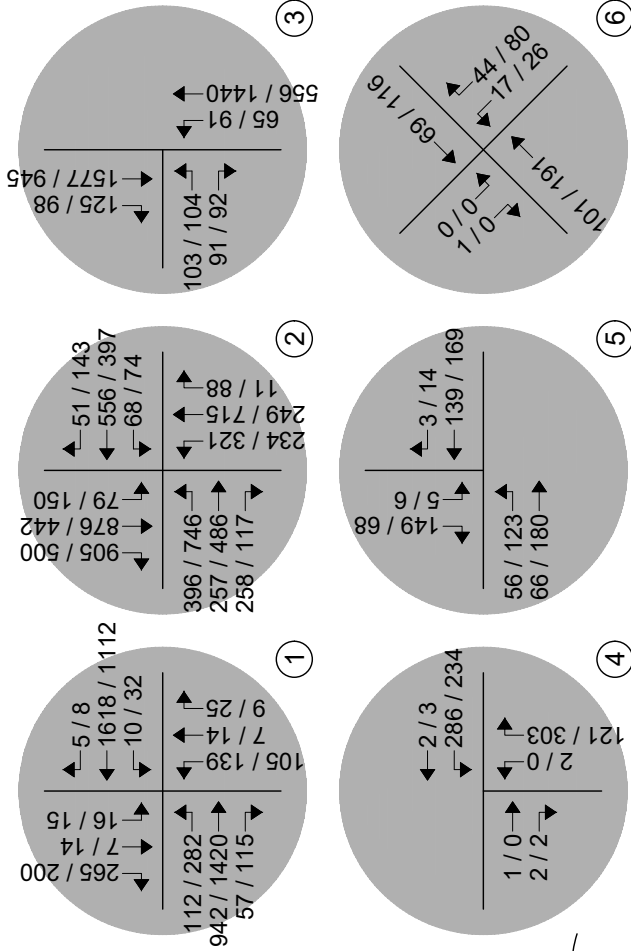 265 / 200
7 / 14
16 / 15
5 / 8
1618 / 1112
10 / 32
112 / 282
942 / 1420
57 / 115
105 / 139
7 / 14
9 / 25
1
905 / 500
876 / 442
79 / 150
51 / 143
556 / 397
68 / 74
396 / 746
257 / 486
258 / 117
234 / 321
249 / 715
11 / 88
2
125 / 98
1577 / 945
103 / 104
91 / 92
65 / 91
556 / 1440
3
2 / 3
286 / 234
1 / 0
2 / 2
2 / 0
121 / 303
4
149 / 68
5 / 6
3 / 14
139 / 169
56 / 123
66 / 180
5
69 / 116
44 / 80
17 / 26
0 / 0
1 / 0
101 / 191
6
/